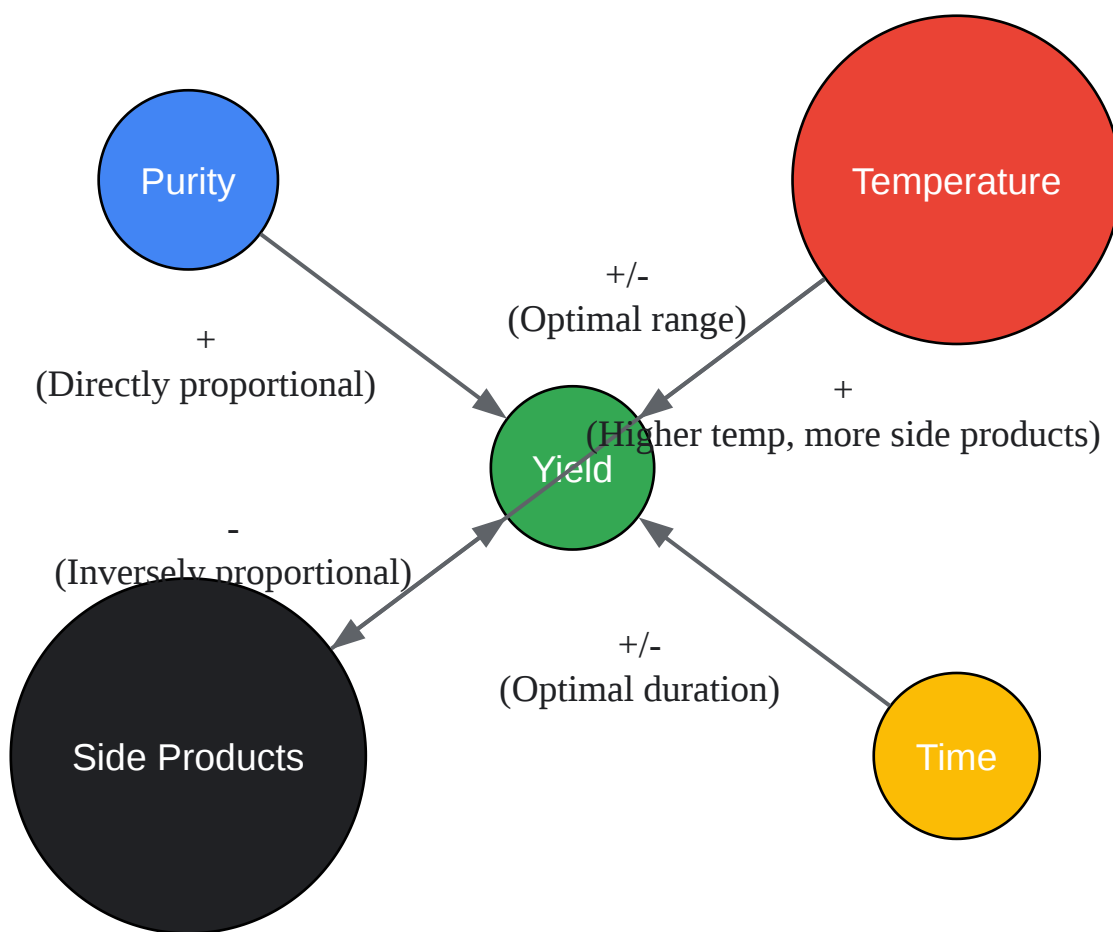 Purity
Temperature
+/-
(Optimal range)
+
(Directly proportional)
+
(Higher temp, more side products)
Yield
-
(Inversely proportional)
+/-
(Optimal duration)
Side Products
Time